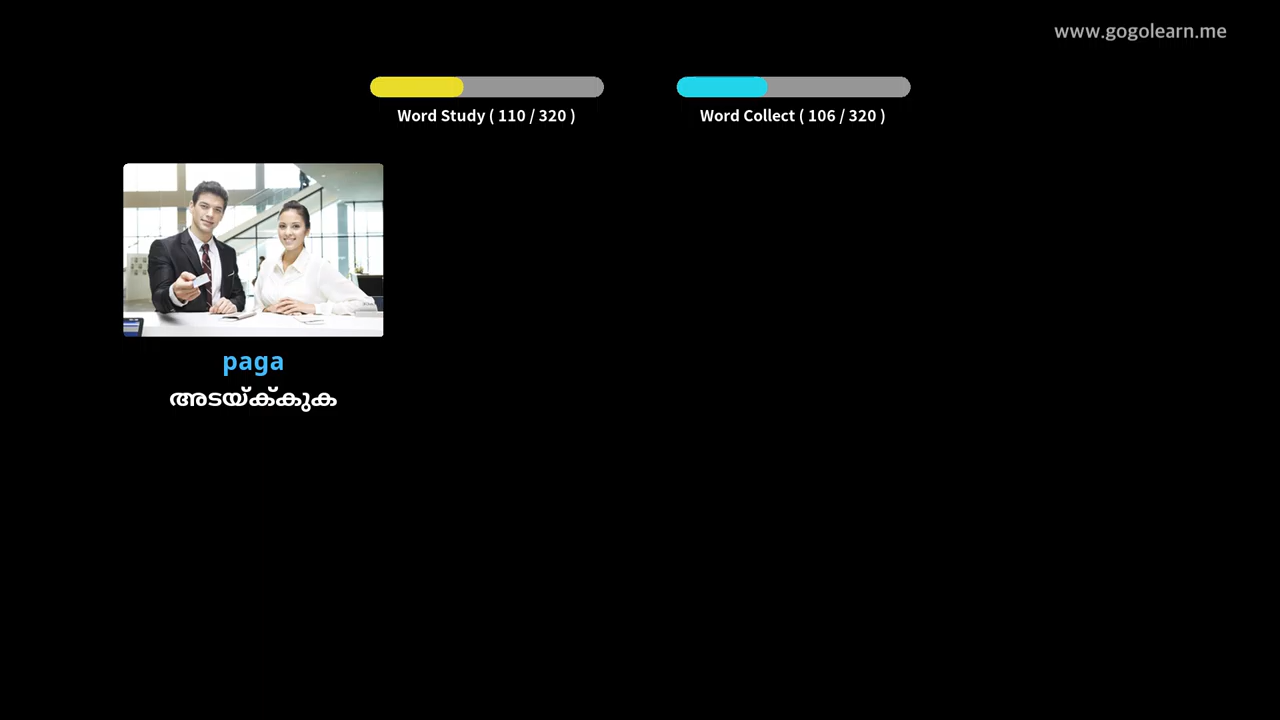 www.gogolearn.me
Word Study ( 110 / 320 )
Word Collect ( 106 / 320 )
paga
അടയ്ക്കുക